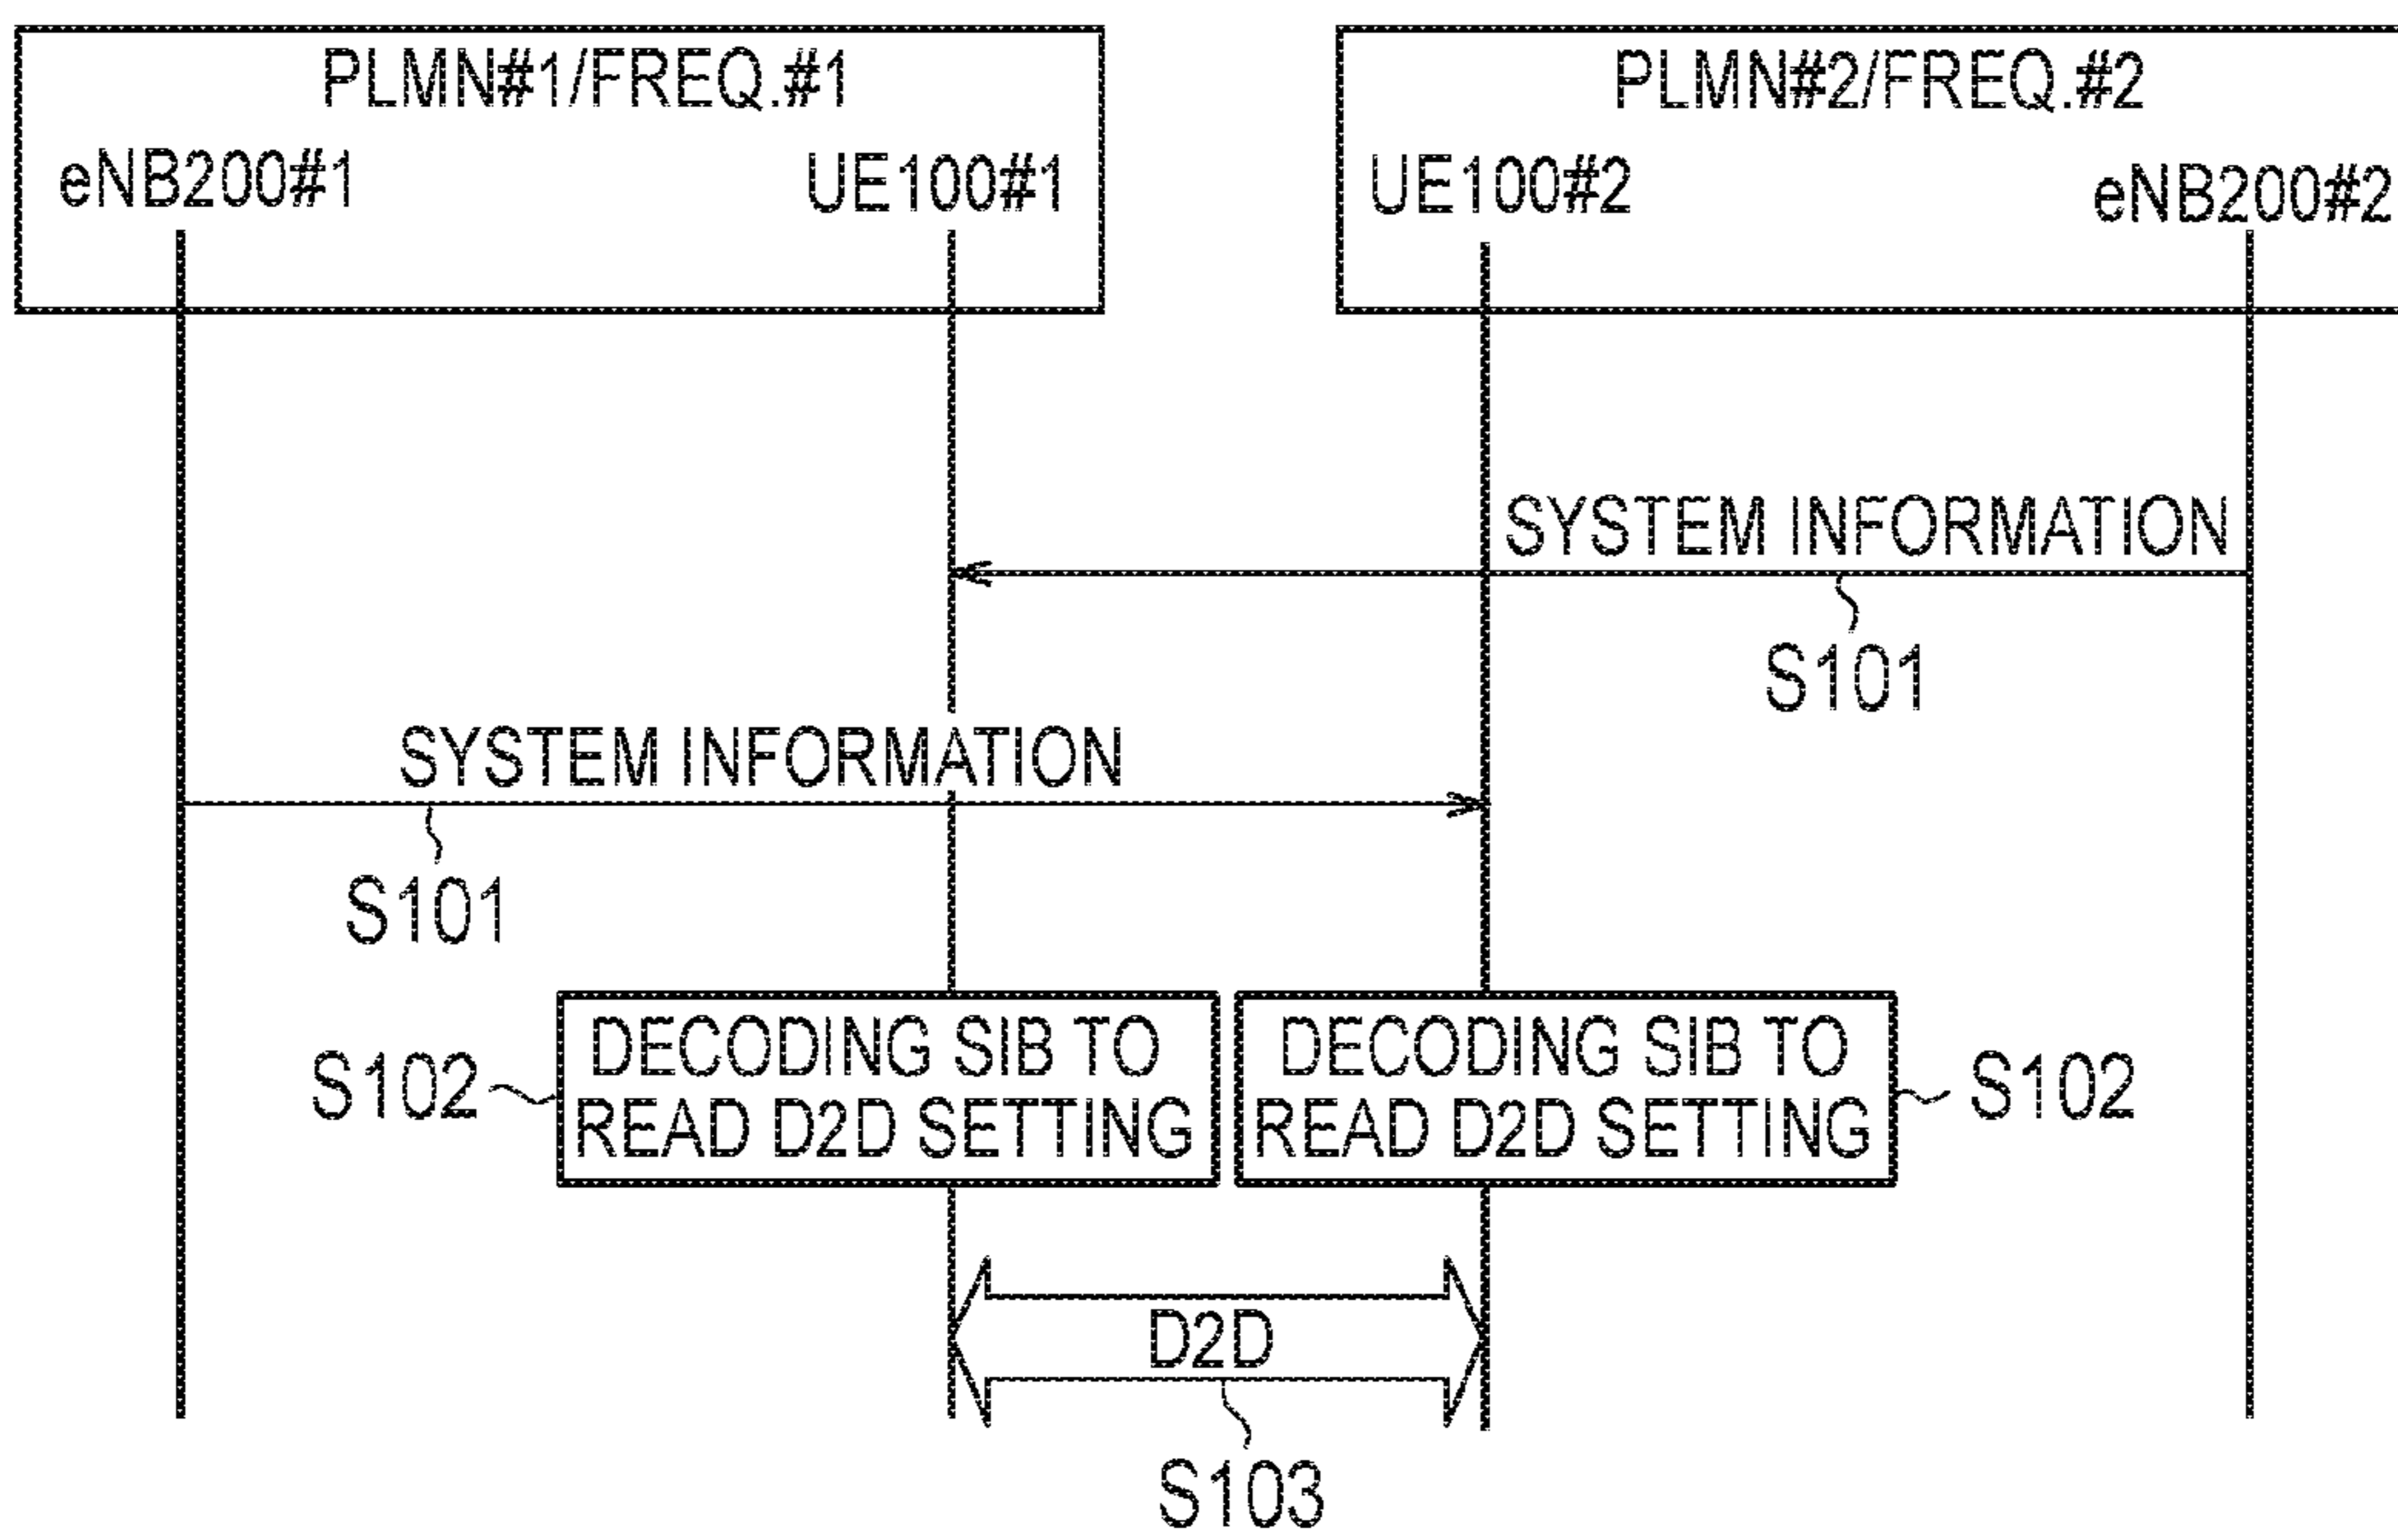 PLMN#1/FREQ.#1
eNB200#1
UE100#1
PLMN#2/FREQ.#2
UE100#2
eNB200#2
SYSTEM INFORMATION
S101
SYSTEM INFORMATION
S101
S102
DECODING SIB TO
READ D2D SETTING
DECODING SIB TO
READ D2D SETTING
S102
D2D
S103